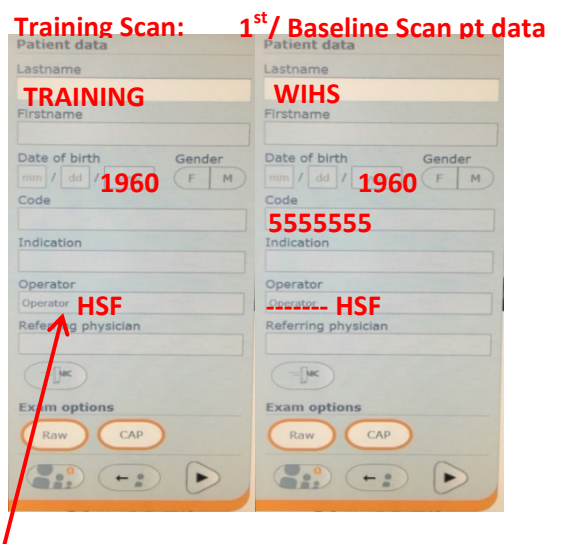 Training Scan:
Patient data
Lastname
TRAINING
Firstname
Date of birth Gender
mm / dd / 1960 F M
Code
Indication
Operator
Operator HSF
Referring physician
ABC
Exam options
Raw CAP
1st/ Baseline Scan pt data
Patient data
Lastname
WIHS
Firstname
Date of birth Gender
mm / dd / 1960 F M
Code
5555555
Indication
Operator
Operator ------- HSF
Referring physician
ABC
Exam options
Raw CAP